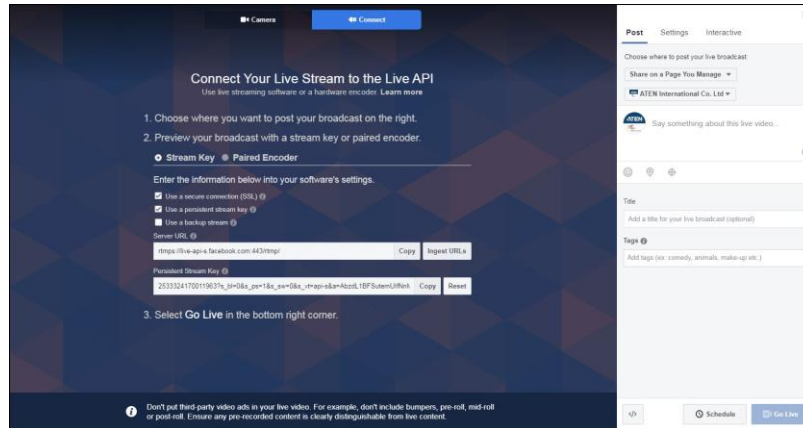 Camera
Connect
Connect Your Live Stream to the Live API
Use live streaming software or a hardware encoder. Learn more
1. Choose where you want to post your broadcast on the right.
2. Preview your broadcast with a stream key or paired encoder.
Stream Key Paired Encoder
Enter the information below into your software's settings.
Use a secure connection (SSL)
Use a persistent stream key
Use a backup stream
Server URL
rtmps://live-api-s.facebook.com:443/rtmp/ Copy Ingest URLs
Persistent Stream Key
Copy Reset
3. Select Go Live in the bottom right corner.
Don't put third-party video ads in your live video. For example, don't include bumpers, pre-roll, mid-roll
or post-roll. Ensure any pre-recorded content is clearly distinguishable from live content.
Post Settings Interactive
Choose where to post your live broadcast:
Share on a Page You Manage
ATEN International Co. Ltd
ATEN
Say something about this live video...
Title
Add a title for your live broadcast (optional)
Tags
Add tags (ex: comedy, animals, make-up etc.)
</> Schedule Go Live